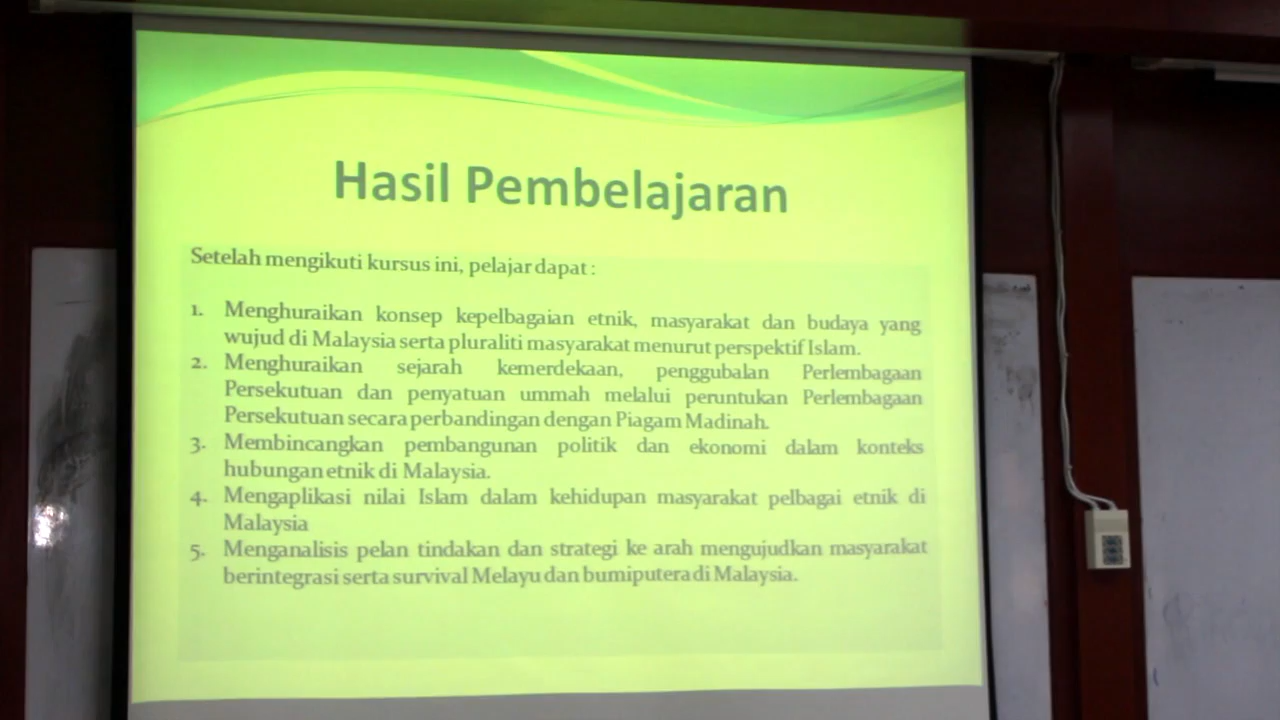 Hasil Pembelajaran
Setelah mengikuti kursus ini, pelajar dapat :
1. Menghuraikan konsep kepelbagaian etnik, masyarakat dan budaya yang
wujud di Malaysia serta pluraliti masyarakat menurut perspektif Islam.
2. Menghuraikan sejarah kemerdekaan, penggubalan Perlembagaan
Persekutuan dan penyatuan ummah melalui peruntukan Perlembagaan
Persekutuan secara perbandingan dengan Piagam Madinah.
3. Membincangkan pembangunan politik dan ekonomi dalam konteks
hubungan etnik di Malaysia.
4. Mengaplikasi nilai Islam dalam kehidupan masyarakat pelbagai etnik di
Malaysia
5. Menganalisis pelan tindakan dan strategi ke arah mengujudkan masyarakat
berintegrasi serta survival Melayu dan bumiputera di Malaysia.